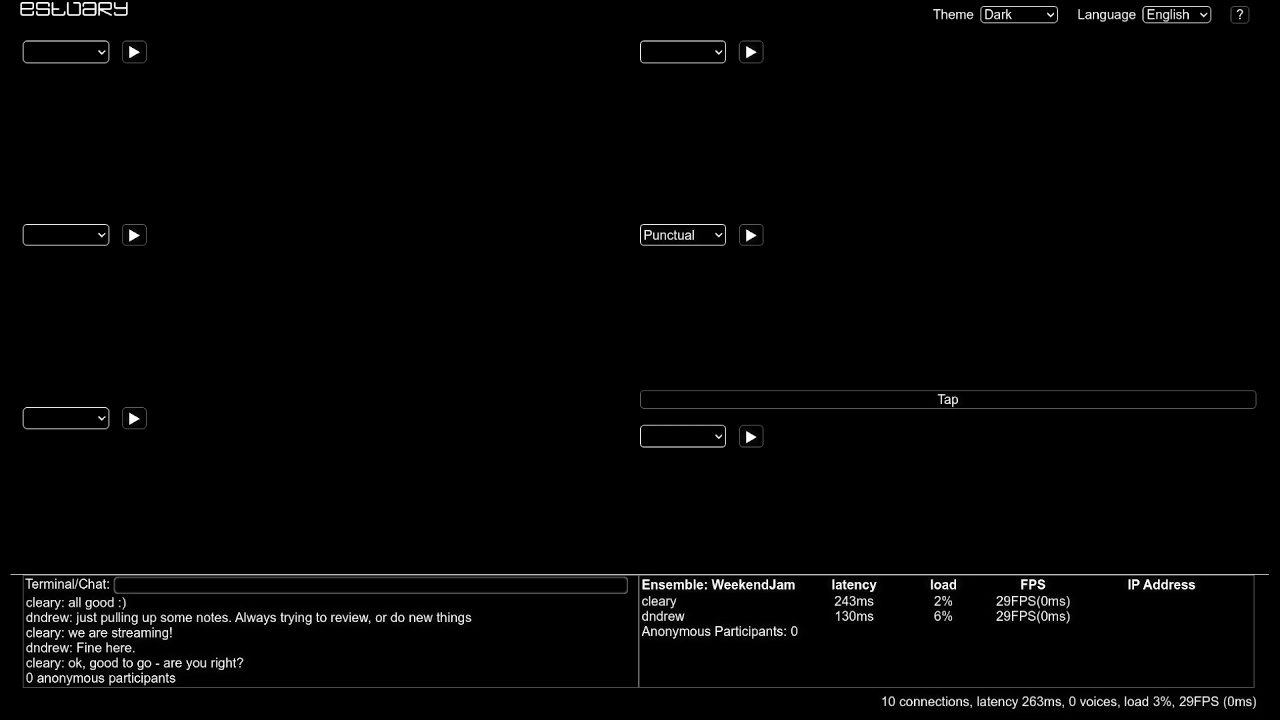 estuary
Theme Dark Language English ?
Punctual
Tap
Terminal/Chat:
cleary: all good :)
dndrew: just pulling up some notes. Always trying to review, or do new things
cleary: we are streaming!
dndrew: Fine here.
cleary: ok, good to go - are you right?
0 anonymous participants
Ensemble: WeekendJam latency load FPS IP Address
cleary 243ms 2% 29FPS(0ms)
dndrew 130ms 6% 29FPS(0ms)
Anonymous Participants: 0
10 connections, latency 263ms, 0 voices, load 3%, 29FPS (0ms)